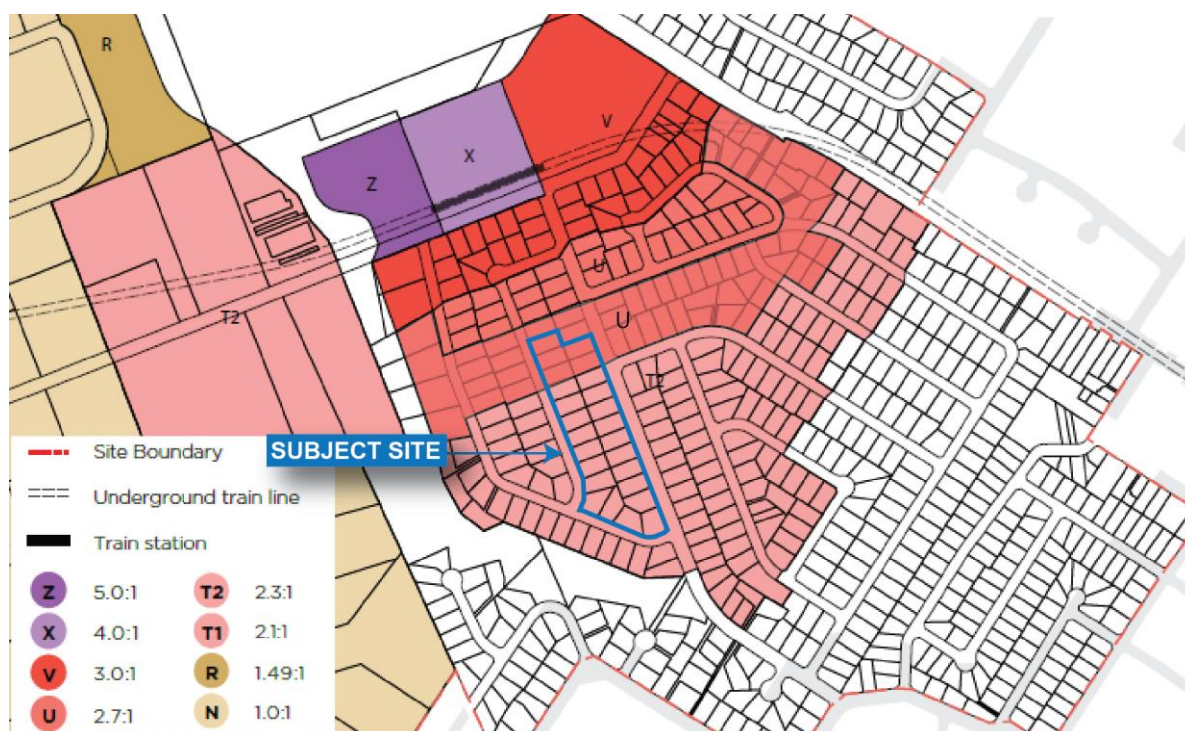 R
V
X
Z
U
U
T2
T2
SUBJECT SITE
Site Boundary
Underground train line
Train station
Z 5.0:1 T2 2.3:1
X 4.0:1 T1 2.1:1
V 3.0:1 R 1.49:1
U 2.7:1 N 1.0:1